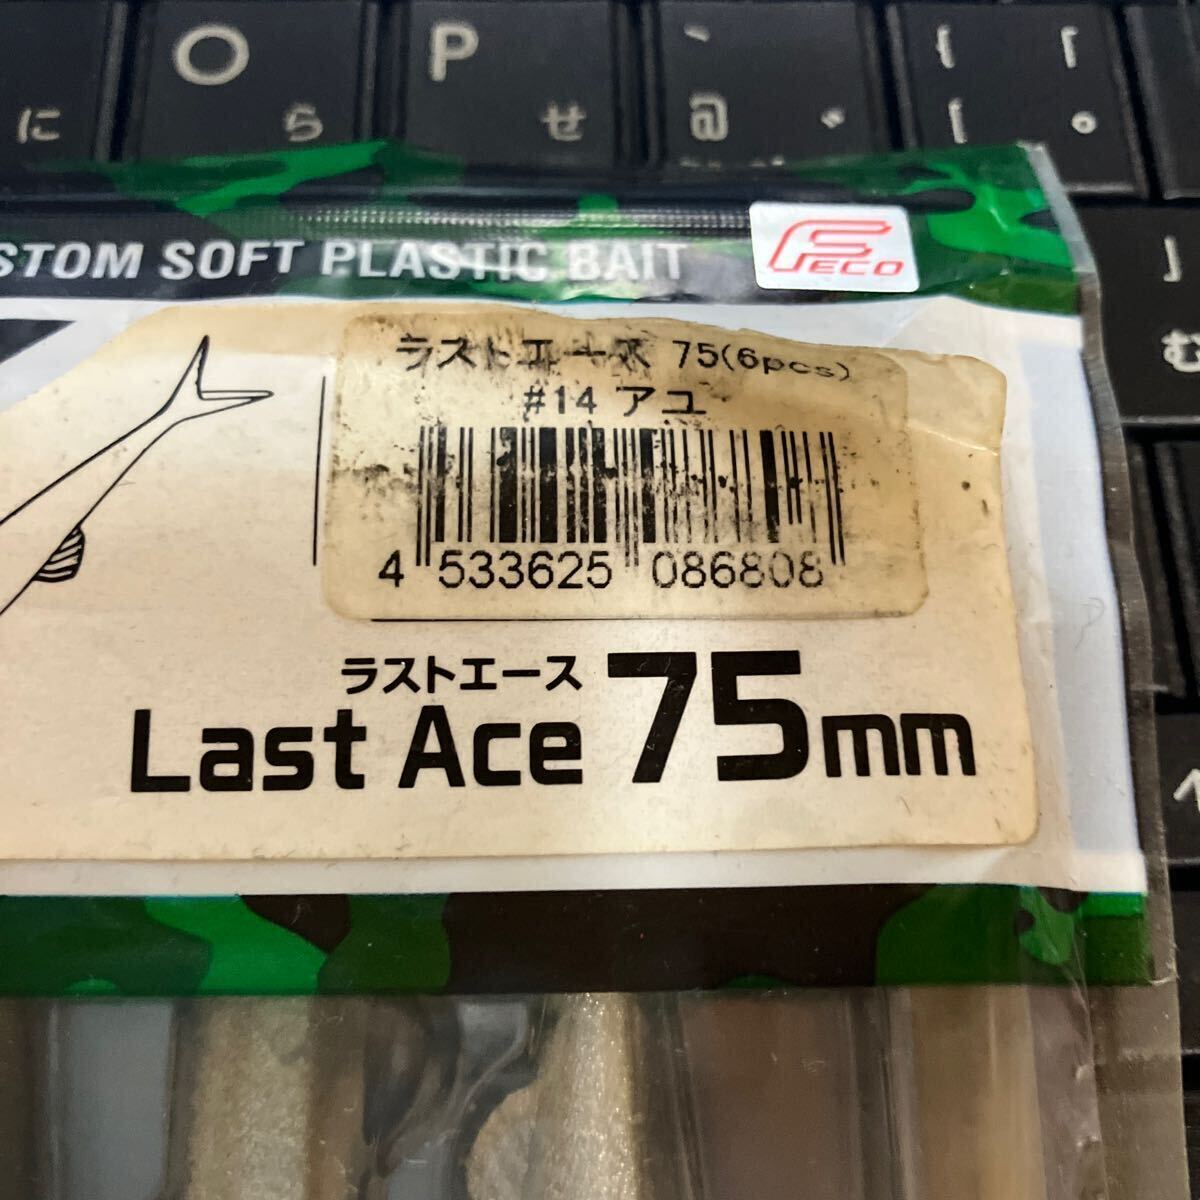 O P
に ら せ @
STOM SOFT PLASTIC BAIT
FECO
ラストエース 75(6pcs)
#14 アユ
4 533625 086808
ラストエース
Last Ace 75mm
む